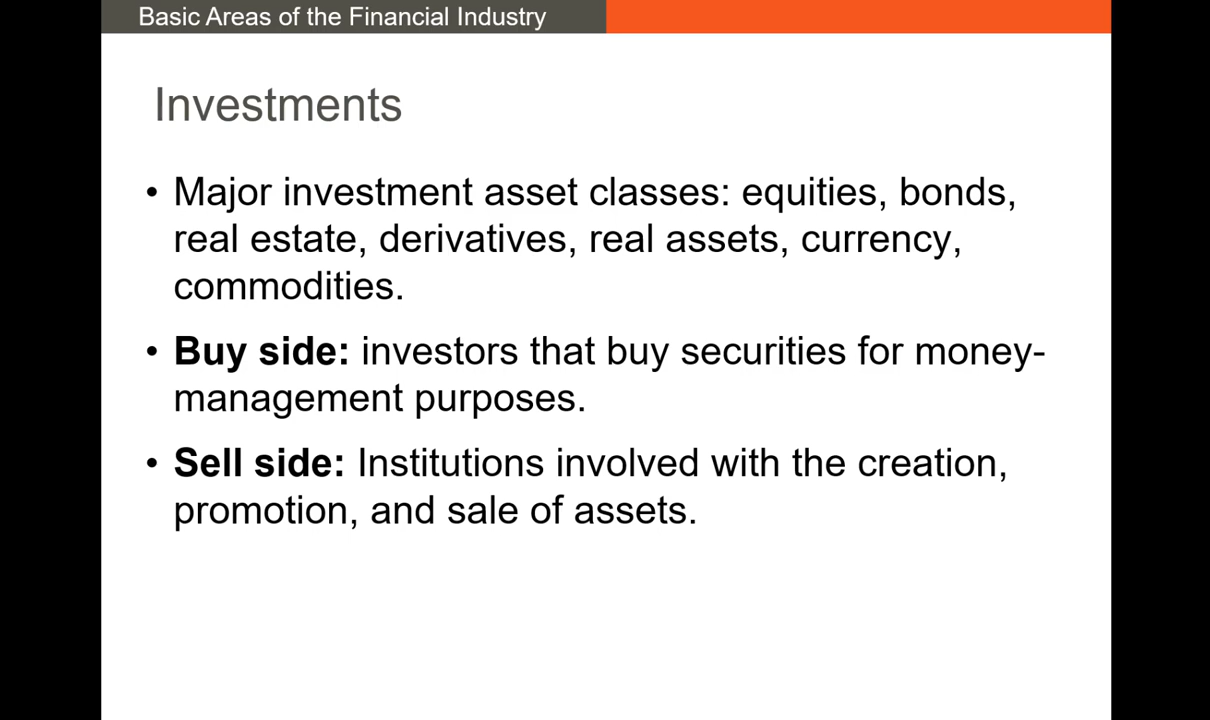 Basic Areas of the Financial Industry
Investments
• Major investment asset classes: equities, bonds,
real estate, derivatives, real assets, currency,
commodities.
• Buy side: investors that buy securities for money-
management purposes.
• Sell side: Institutions involved with the creation,
promotion, and sale of assets.